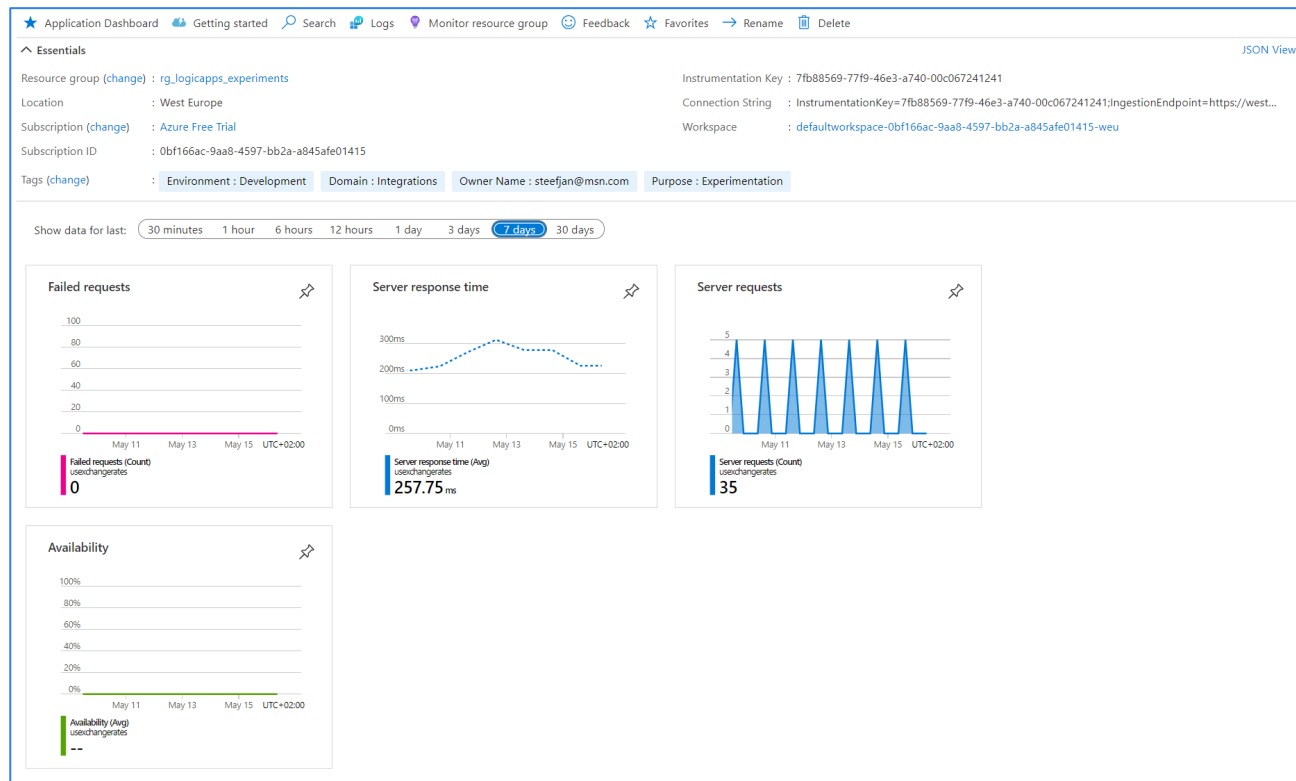 Application Dashboard Getting started Search Logs Monitor resource group Feedback Favorites Rename Delete
Essentials JSON View
Resource group (change) : rg_logicapps_experiments Instrumentation Key : 7fb88569-77f9-46e3-a740-00c067241241
Location : West Europe Connection String : InstrumentationKey=7fb88569-77f9-46e3-a740-00c067241241;IngestionEndpoint=https://west...
Subscription (change) : Azure Free Trial Workspace : defaultworkspace-0bf166ac-9aa8-4597-bb2a-a845afe01415-weu
Subscription ID : 0bf166ac-9aa8-4597-bb2a-a845afe01415
Tags (change) : Environment : Development Domain : Integrations Owner Name : steefjan@msn.com Purpose : Experimentation
Show data for last: 30 minutes 1 hour 6 hours 12 hours 1 day 3 days 7 days 30 days
Failed requests
100
80
60
40
20
0
May 11 May 13 May 15 UTC+02:00
Failed requests (Count)
usexchangerates
0
Server response time
300ms
200ms
100ms
0ms
May 11 May 13 May 15 UTC+02:00
Server response time (Avg)
usexchangerates
257.75 ms
Server requests
5
4
3
2
1
0
May 11 May 13 May 15 UTC+02:00
Server requests (Count)
usexchangerates
35
Availability
100%
80%
60%
40%
20%
0%
May 11 May 13 May 15 UTC+02:00
Availability (Avg)
usexchangerates
--